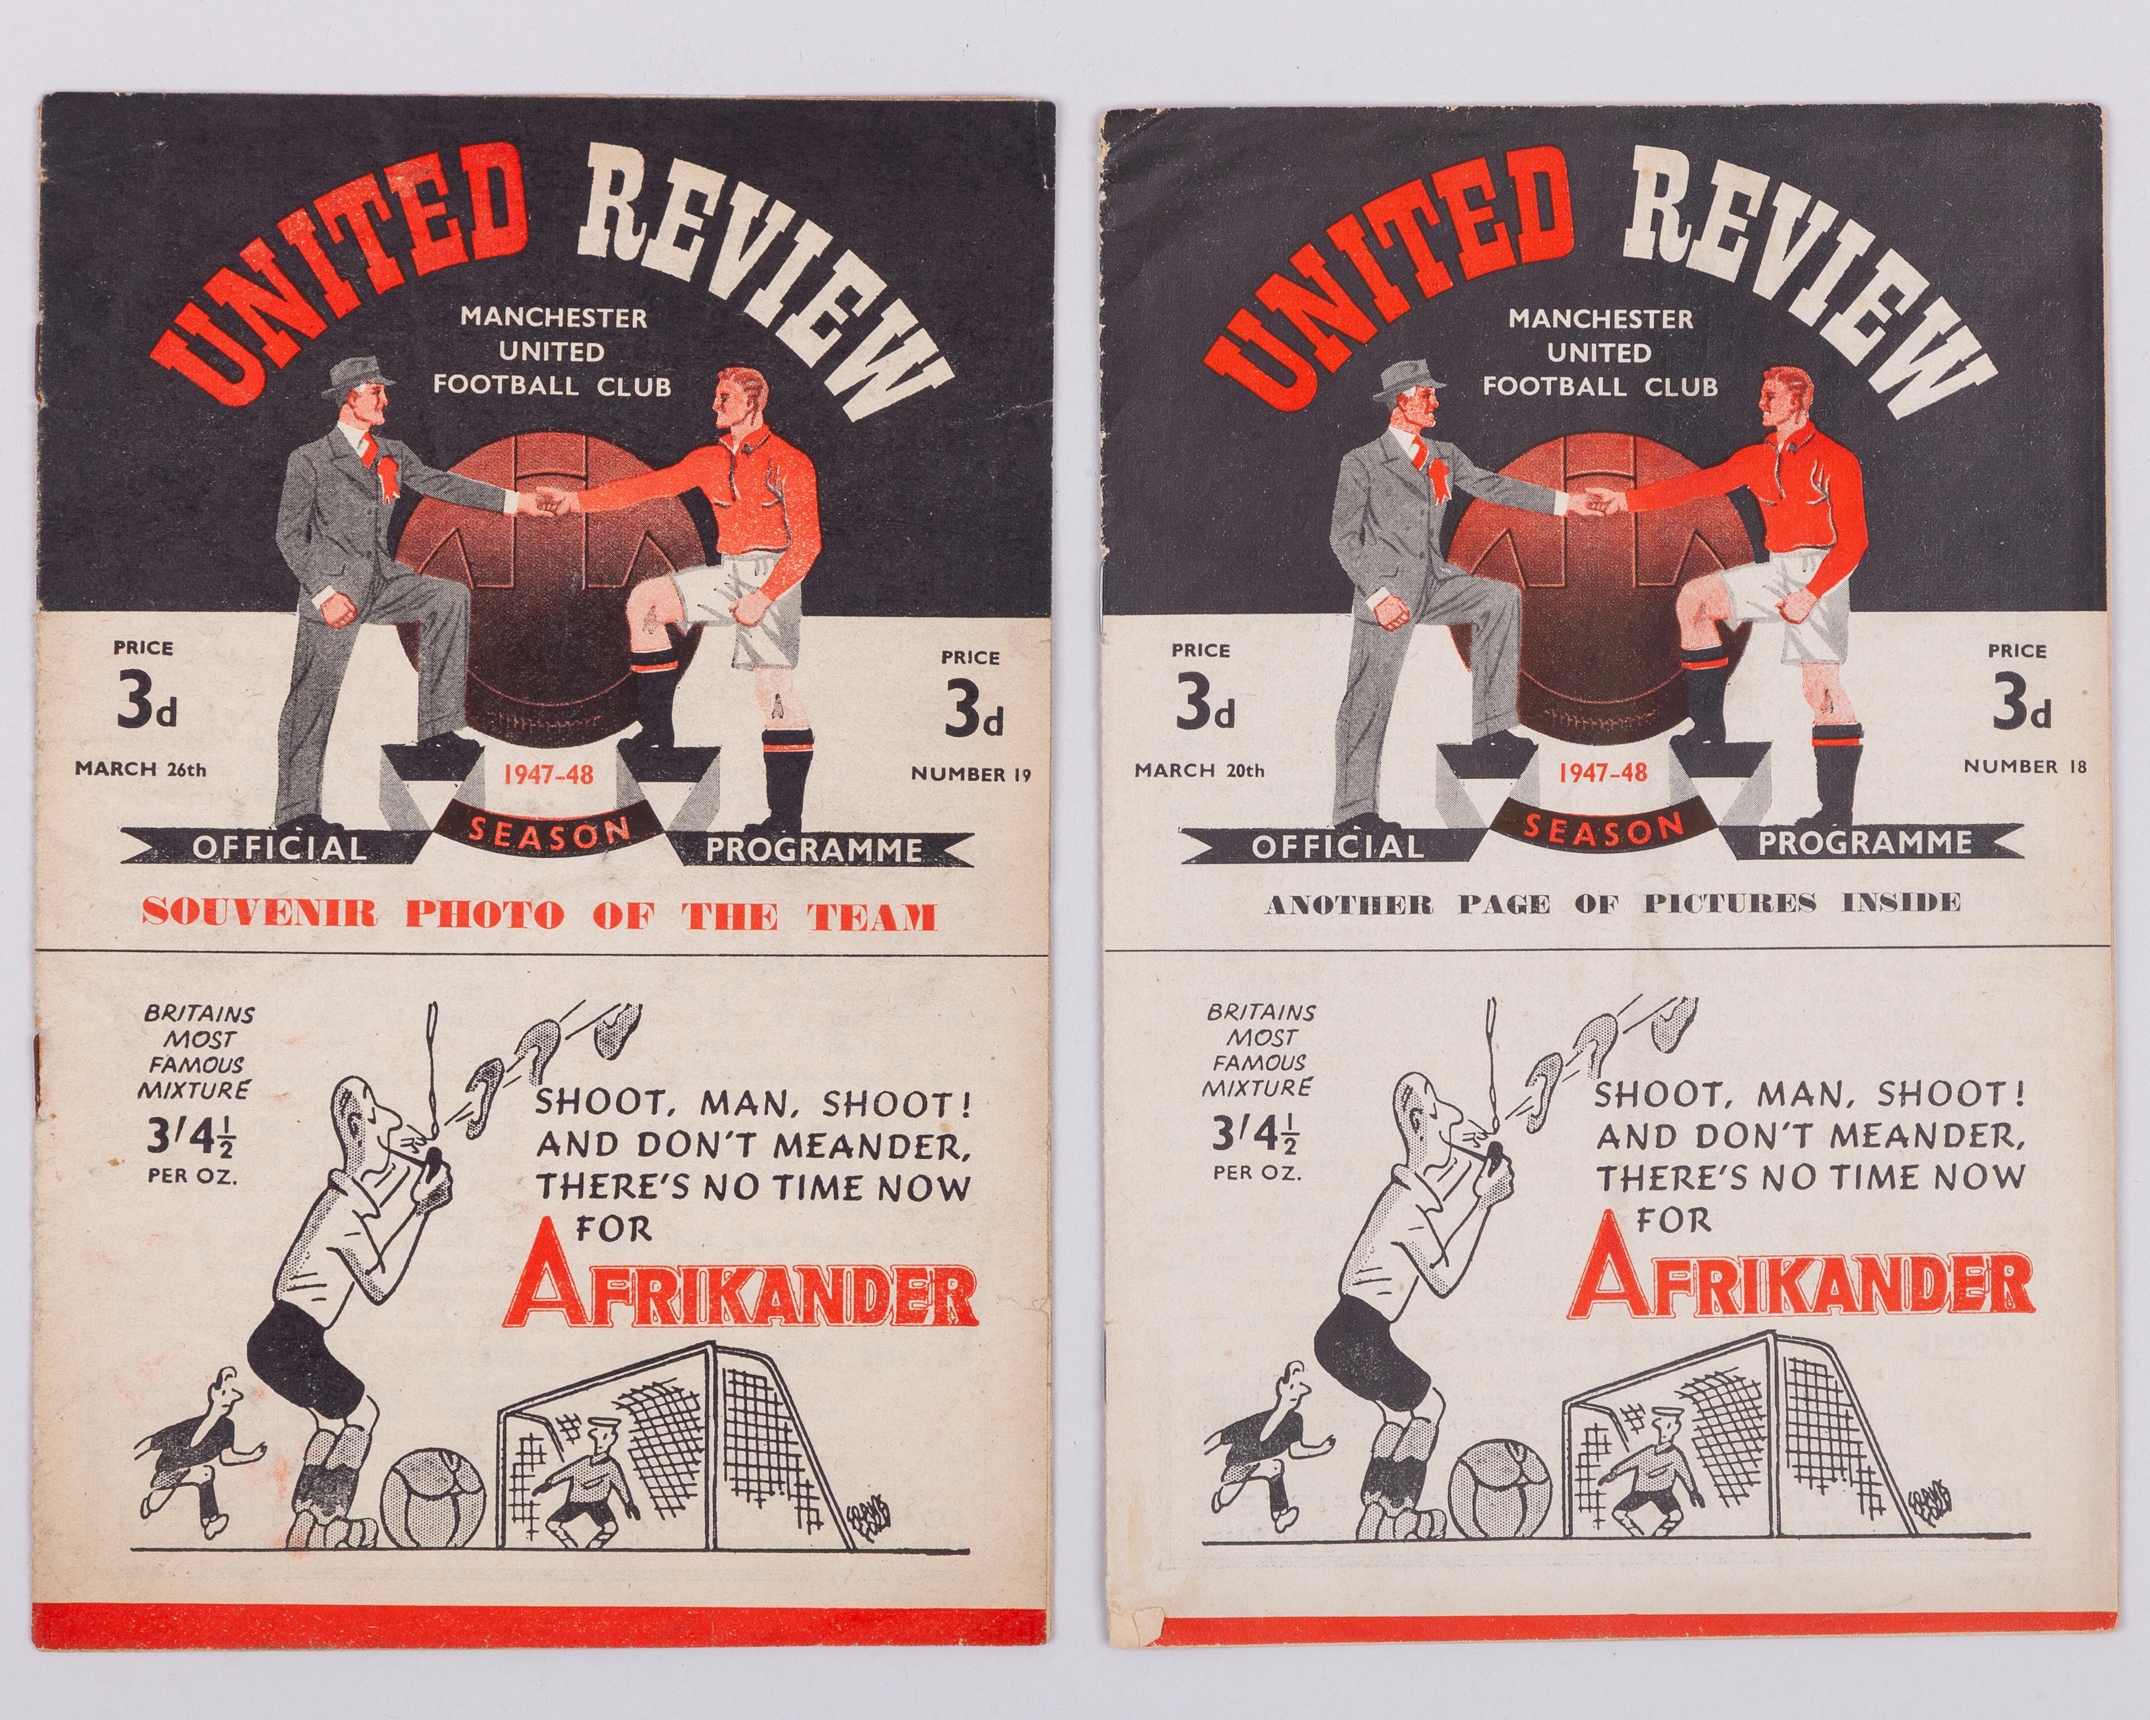 UNITED REVIEW
MANCHESTER
UNITED
FOOTBALL CLUB
PRICE
3d
MARCH 26th
PRICE
3d
NUMBER 19
1947-48
OFFICIAL SEASON PROGRAMME
SOUVENIR PHOTO OF THE TEAM
BRITAINS
MOST
FAMOUS
MIXTURE
3/4½
PER OZ.
SHOOT, MAN, SHOOT!
AND DON'T MEANDER,
THERE'S NO TIME NOW
FOR
AFRIKANDER
UNITED REVIEW
MANCHESTER
UNITED
FOOTBALL CLUB
PRICE
3d
MARCH 20th
PRICE
3d
NUMBER 18
1947-48
OFFICIAL SEASON PROGRAMME
ANOTHER PAGE OF PICTURES INSIDE
BRITAINS
MOST
FAMOUS
MIXTURE
3/4½
PER OZ.
SHOOT, MAN, SHOOT!
AND DON'T MEANDER,
THERE'S NO TIME NOW
FOR
AFRIKANDER